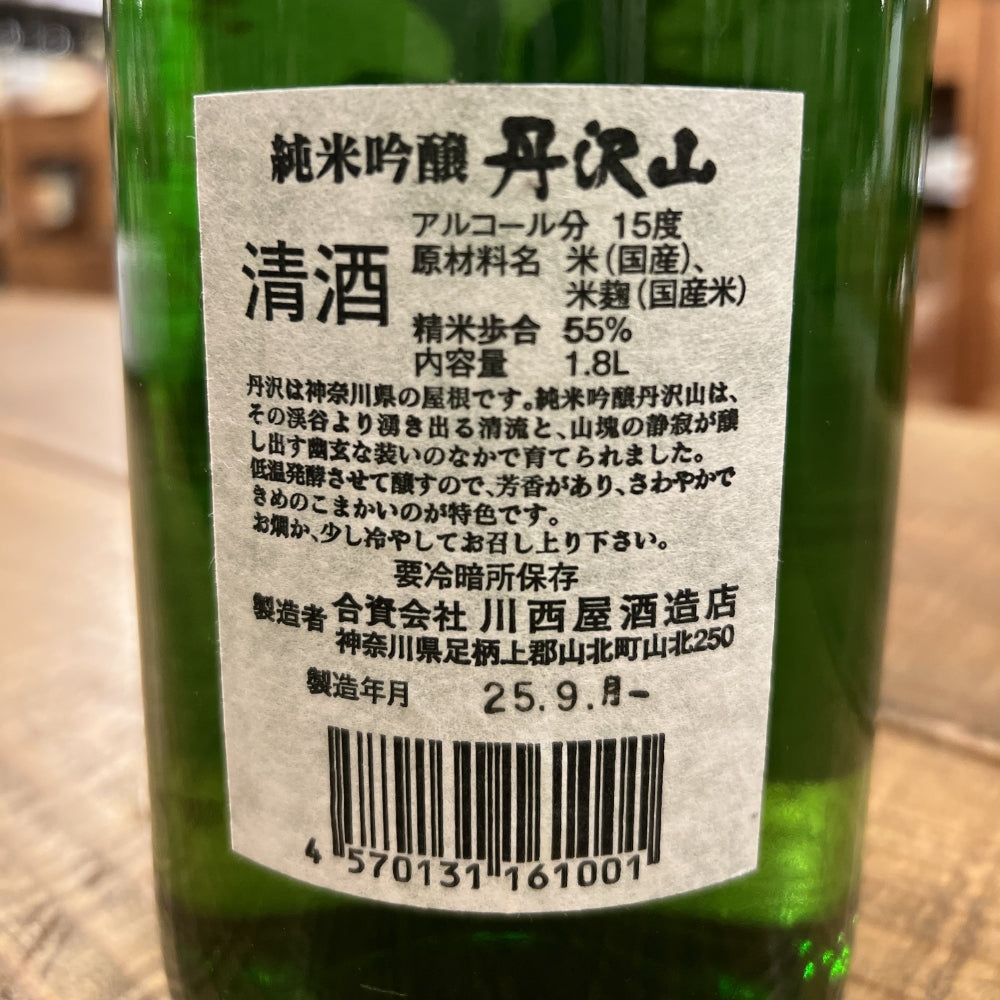 純米吟醸 丹沢山
清酒
アルコール分 15度
原材料名 米(国産)、
米麹(国産米)
精米歩合 55%
内容量 1.8L
丹沢は神奈川県の屋根です。純米吟醸丹沢山は、
その渓谷より湧き出る清流と、山塊の静寂が醸
し出す幽玄な装いのなかで育てられました。
低温発酵させて醸すので、芳香があり、さわやかで
きめのこまかいのが特色です。
お燗か、少し冷やしてお召し上り下さい。
要冷暗所保存
製造者 合資会社 川西屋酒造店
神奈川県足柄上郡山北町山北250
製造年月 25.9.月-
4 570131 161001